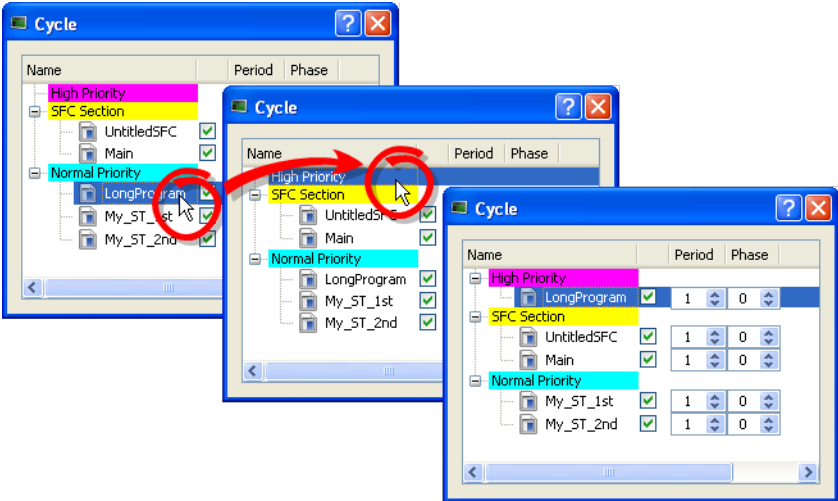 Cycle
Name Period Phase
High Priority
SFC Section
UntitledSFC
Main
Normal Priority
LongProgram
My_ST_1st
My_ST_2nd
Cycle
Name Period Phase
High Priority
SFC Section
UntitledSFC
Main
Normal Priority
LongProgram
My_ST_1st
My_ST_2nd
Cycle
Name Period Phase
High Priority
LongProgram 1 0
SFC Section
UntitledSFC 1 0
Main 1 0
Normal Priority
My_ST_1st 1 0
My_ST_2nd 1 0